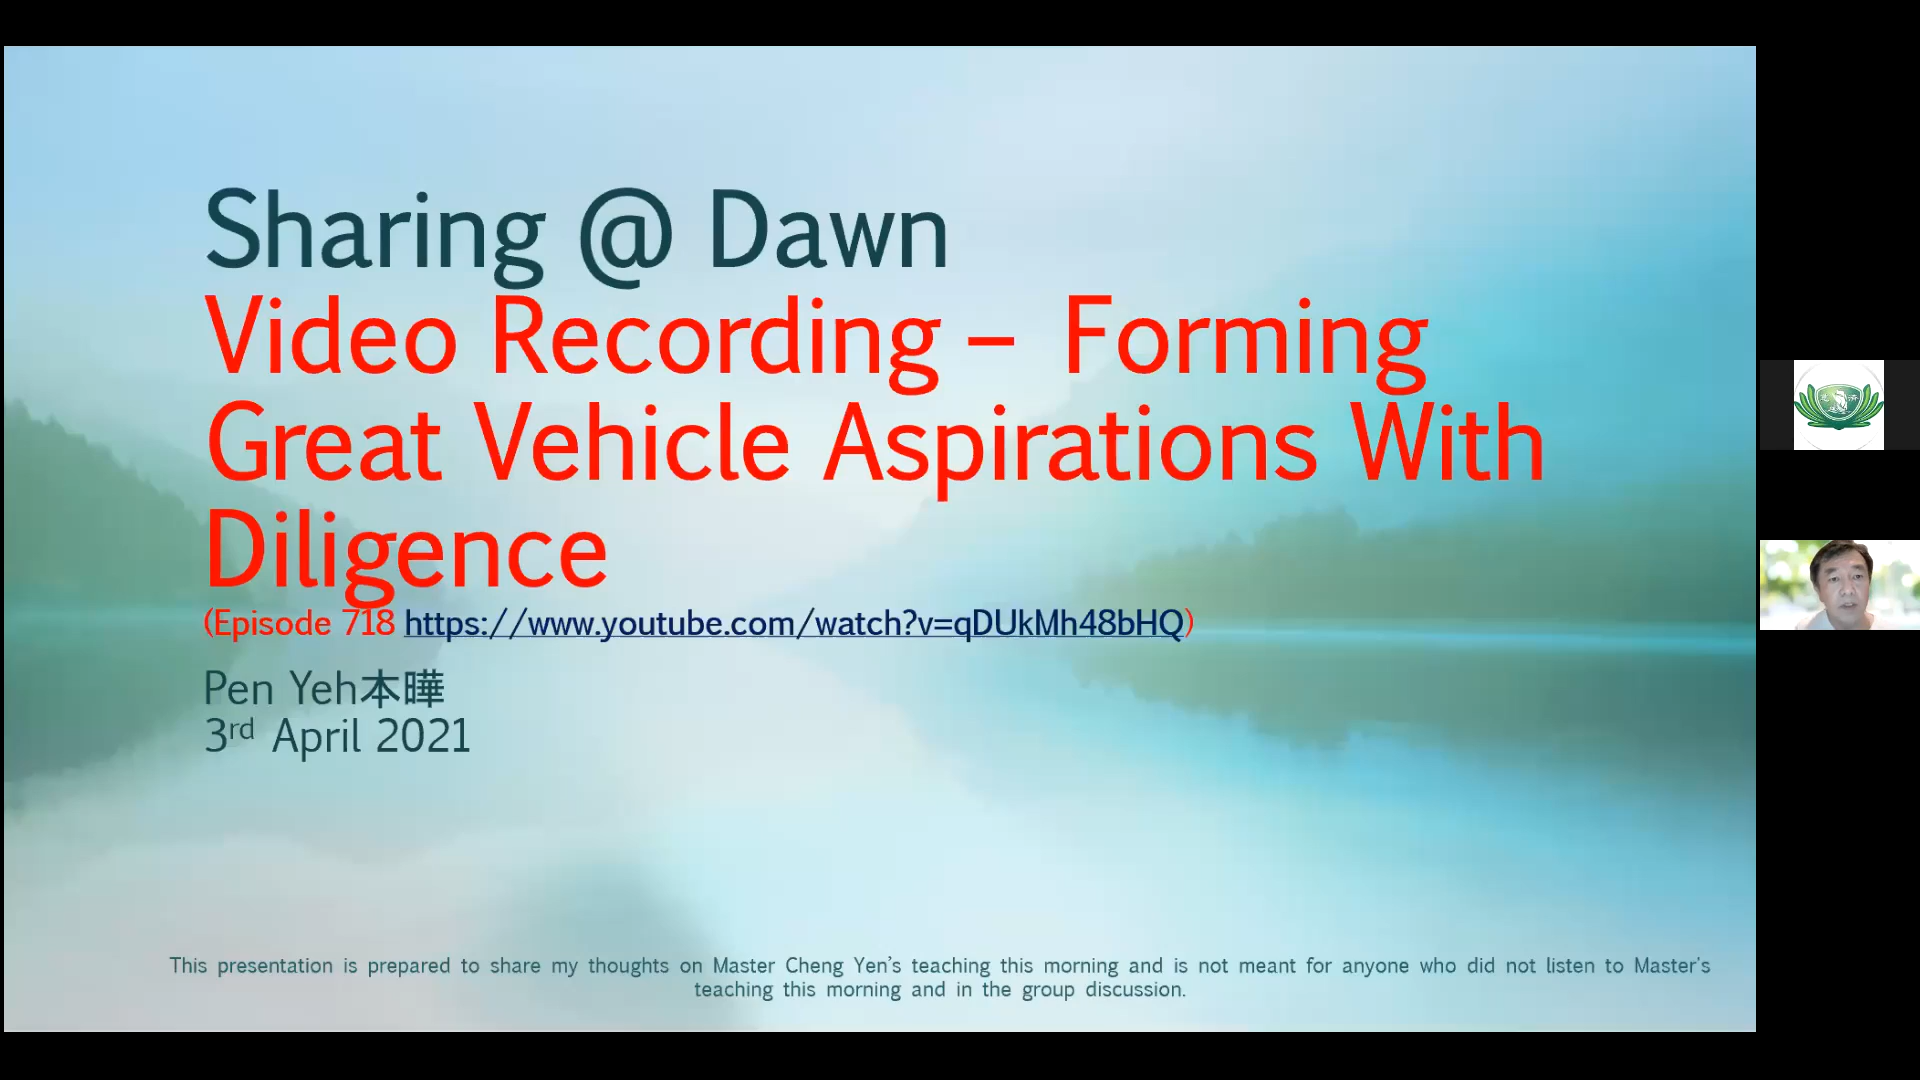 Sharing @ Dawn
Video Recording – Forming
Great Vehicle Aspirations With
Diligence
(Episode 718 https://www.youtube.com/watch?v=qDUkMh48bHQ)
Pen Yeh本曄
3rd April 2021
This presentation is prepared to share my thoughts on Master Cheng Yen's teaching this morning and is not meant for anyone who did not listen to Master's
teaching this morning and in the group discussion.